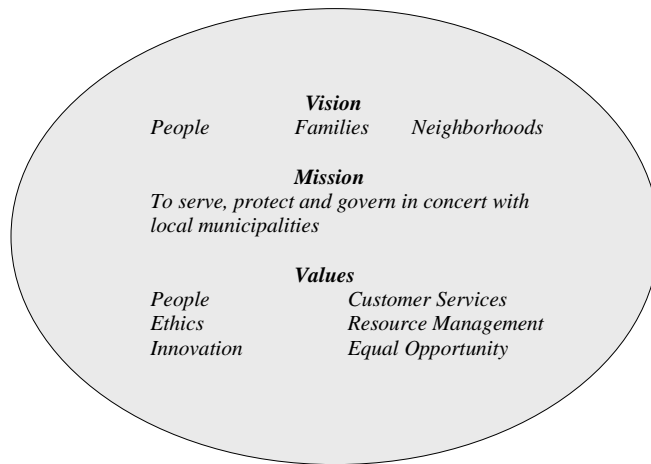 Vision
People Families Neighborhoods
Mission
To serve, protect and govern in concert with
local municipalities
Values
People Customer Services
Ethics Resource Management
Innovation Equal Opportunity